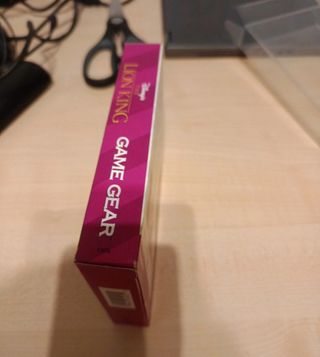 Disney's
THE
LION KING
GAME GEAR